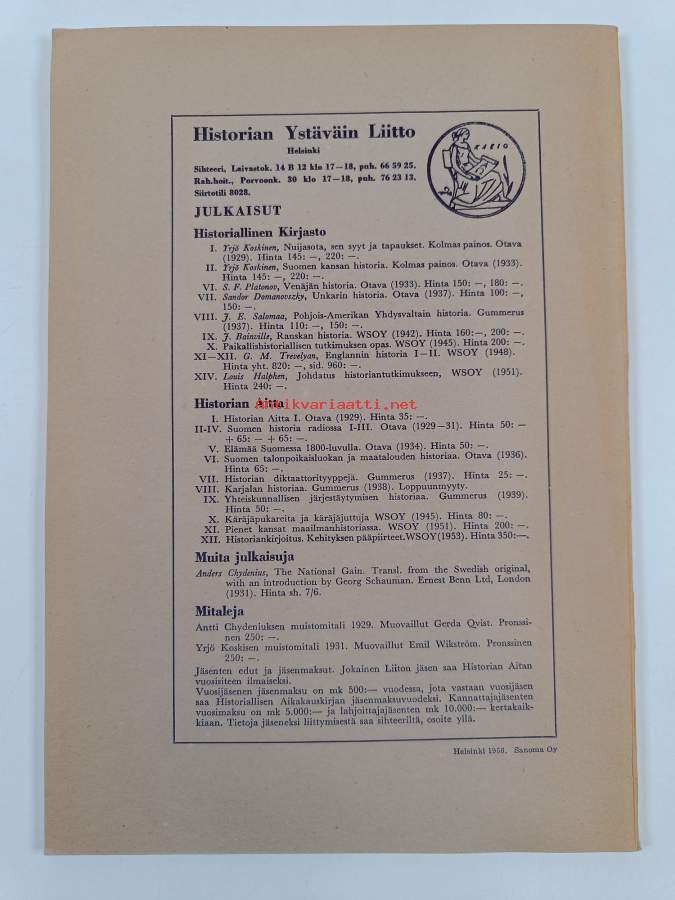 Historian Ystäväin Liitto
Helsinki
Sihteeri, Laivastok. 14 B 12 klo 17—18, puh. 66 59 25.
Rah.hoit., Porvoonk. 30 klo 17—18, puh. 76 23 13.
Siirtotili 8028.
JULKAISUT
Historiallinen Kirjasto
I. Yrjö Koskinen, Nuijasota, sen syyt ja tapaukset. Kolmas painos. Otava
(1929). Hinta 145: —, 220: —.
II. Yrjö Koskinen, Suomen kansan historia. Kolmas painos. Otava (1933).
Hinta 145: —, 220: —.
VI. S. F. Platonov, Venäjän historia. Otava (1933). Hinta 150: —, 180: —.
VII. Sandor Domanovszky, Unkarin historia. Otava (1937). Hinta 100: —,
150: —.
VIII. J. E. Salomaa, Pohjois-Amerikan Yhdysvaltain historia. Gummerus
(1937). Hinta 110: —, 150: —.
IX. J. Bainville, Ranskan historia. WSOY (1942). Hinta 160:—, 200: —.
X. Paikallishistoriallisen tutkimuksen opas. WSOY (1945). Hinta 200: —.
XI—XII. G. M. Trevelyan, Englannin historia I—II. WSOY (1948).
Hinta yht. 820: —, sid. 960: —.
XIV. Louis Halphen, Johdatus historiantutkimukseen, WSOY (1951).
Hinta 240: —.
Historian Aitta
antikvariaatti.net
I. Historian Aitta I. Otava (1929). Hinta 35: —.
II-IV. Suomen historia radiossa I-III. Otava (1929—31). Hinta 50: —
+ 65: — + 65: —.
V. Elämää Suomessa 1800-luvulla. Otava (1934). Hinta 50: —.
VI. Suomen talonpoikaisluokan ja maatalouden historiaa. Otava (1936).
Hinta 65: —.
VII. Historian diktaattorityyppejä. Gummerus (1937). Hinta 25: —.
VIII. Karjalan historiaa. Gummerus (1938). Loppuunmyyty.
IX. Yhteiskunnallisen järjestäytymisen historiaa. Gummerus (1939).
Hinta 50: —.
X. Käräjäpukareita ja käräjäjuttuja WSOY (1945). Hinta 80: —.
XI. Pienet kansat maailmanhistoriassa. WSOY (1951). Hinta 200: —.
XII. Historiankirjoitus. Kehityksen pääpiirteet. WSOY (1953). Hinta 350:—.
Muita julkaisuja
Anders Chydenius, The National Gain. Transl. from the Swedish original,
with an introduction by Georg Schauman. Ernest Benn Ltd, London
(1931). Hinta sh. 7/6.
Mitaleja
Antti Chydeniuksen muistomitali 1929. Muovaillut Gerda Qvist. Pronssi-
nen 250: —.
Yrjö Koskisen muistomitali 1931. Muovaillut Emil Wikström. Pronssinen
250: —.
Jäsenten edut ja jäsenmaksut. Jokainen Liiton jäsen saa Historian Aitan
vuosisiteen ilmaiseksi.
Vuosijäsenen jäsenmaksu on mk 500:— vuodessa, jota vastaan vuosijäsen
saa Historiallisen Aikakauskirjan jäsenmaksuvuodeksi. Kannattajajäsenten
vuosimaksu on mk 5.000:— ja lahjoittajajäsenten mk 10.000:— kertakaik-
kiaan. Tietoja jäseneksi liittymisestä saa sihteeriltä, osoite yllä.
Helsinki 1956. Sanoma Oy